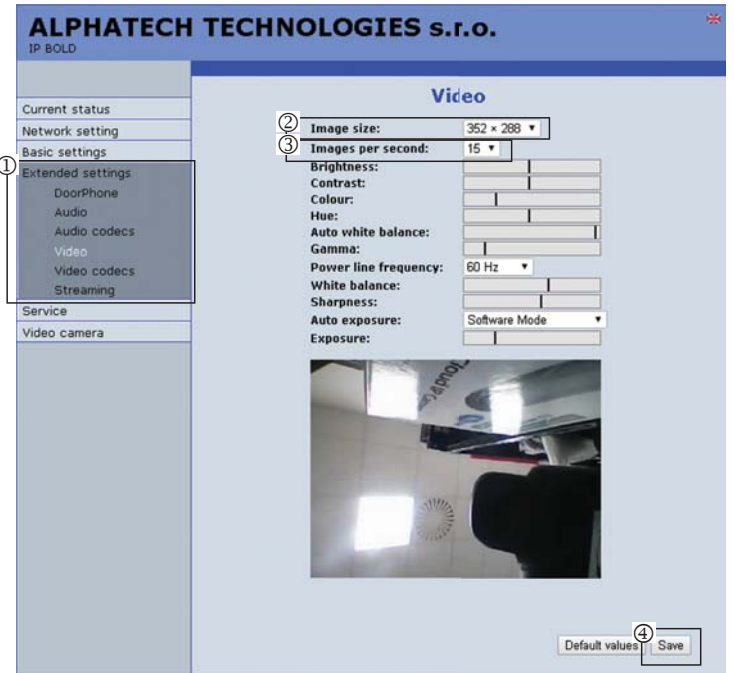 ALPHATECH TECHNOLOGIES s.r.o.
IP BOLD
Current status
Network setting
Basic settings
①
Extended settings
DoorPhone
Audio
Audio codecs
Video
Video codecs
Streaming
Service
Video camera
Video
② Image size: 352 × 288
③ Images per second: 15
Brightness:
Contrast:
Colour:
Hue:
Auto white balance:
Gamma:
Power line frequency: 60 Hz
White balance:
Sharpness:
Auto exposure: Software Mode
Exposure:
Cloud IP Cam
④
Default values Save